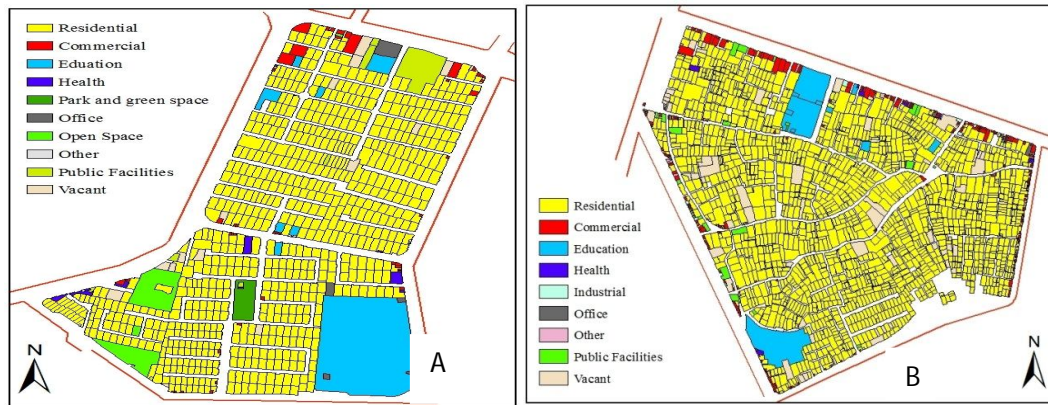 Residential
Commercial
Eduation
Health
Park and green space
Office
Open Space
Other
Public Facilities
Vacant
N
A
Residential
Commercial
Education
Health
Industrial
Office
Other
Public Facilities
Vacant
B
N